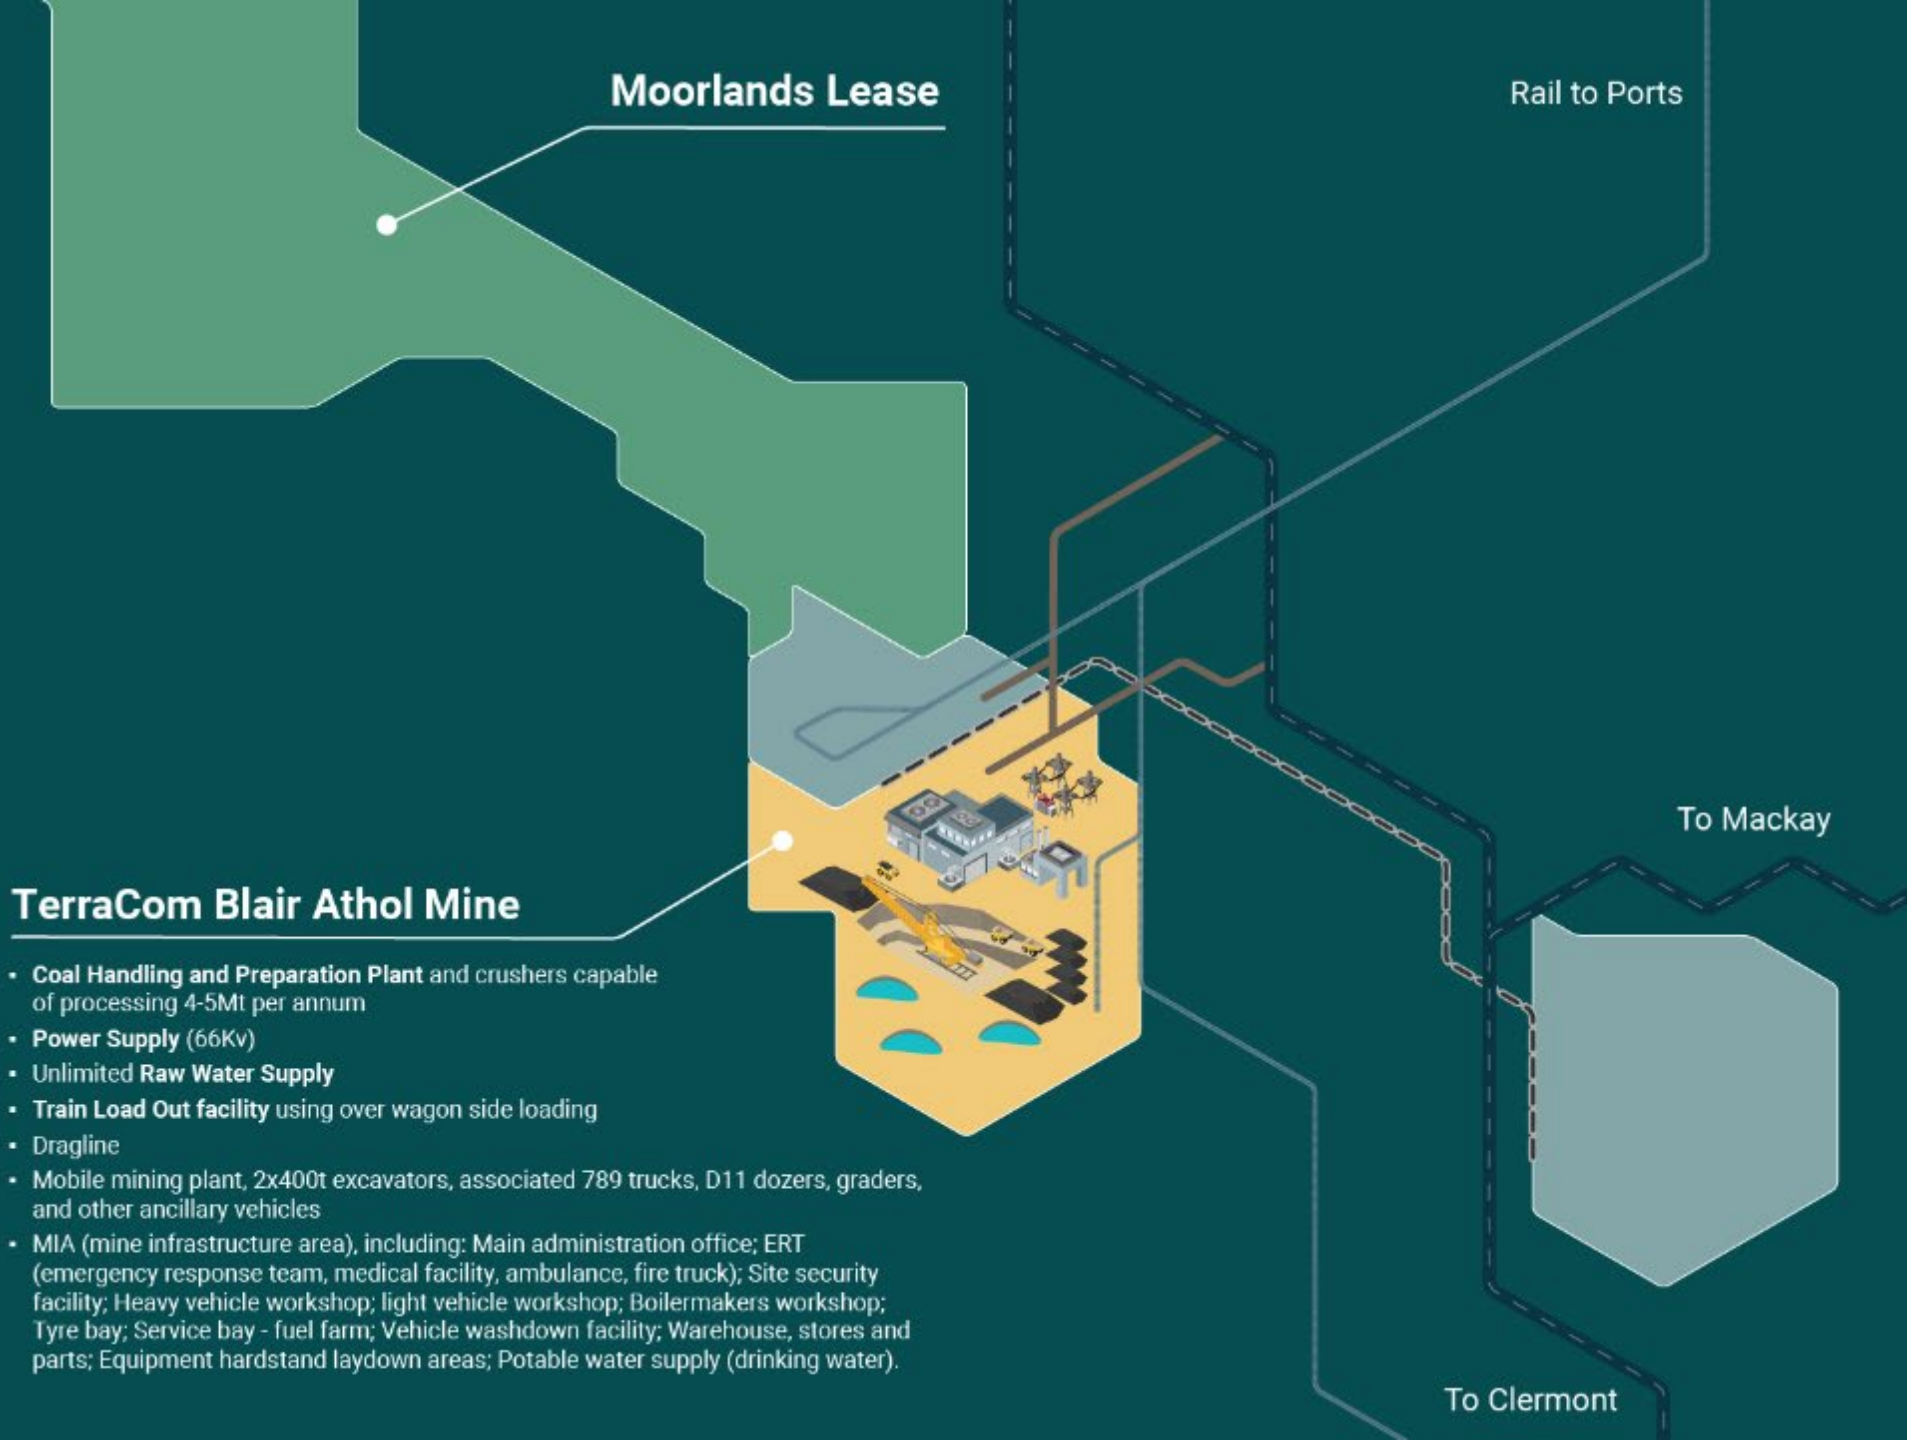 Moorlands Lease
Rail to Ports
To Mackay
TerraCom Blair Athol Mine
▪ Coal Handling and Preparation Plant and crushers capable
of processing 4-5Mt per annum
▪ Power Supply (66Kv)
▪ Unlimited Raw Water Supply
▪ Train Load Out facility using over wagon side loading
▪ Dragline
▪ Mobile mining plant, 2x400t excavators, associated 789 trucks, D11 dozers, graders,
and other ancillary vehicles
▪ MIA (mine infrastructure area), including: Main administration office; ERT
(emergency response team, medical facility, ambulance, fire truck); Site security
facility; Heavy vehicle workshop; light vehicle workshop; Boilermakers workshop;
Tyre bay; Service bay - fuel farm; Vehicle washdown facility; Warehouse, stores and
parts; Equipment hardstand laydown areas; Potable water supply (drinking water).
To Clermont